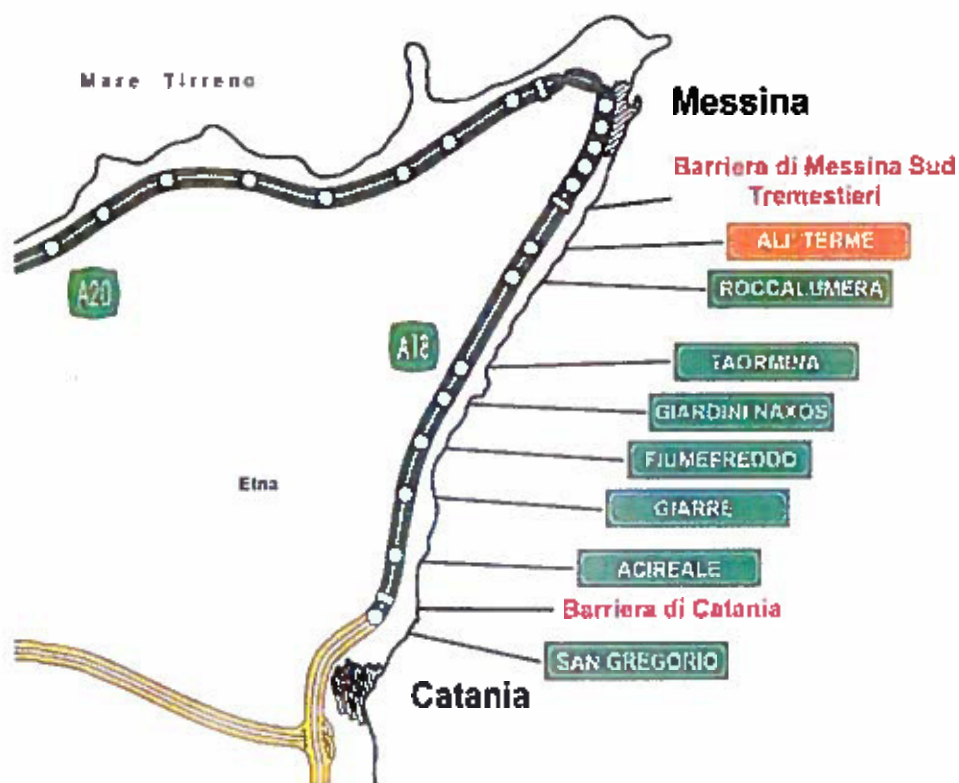 Mare Tirreno
Messina
Barriera di Messina Sud
Tremestieri
ALI' TERME
A20
ROCCALUMERA
A18
TAORMINA
GIARDINI NAXOS
FIUMEFREDDO
Etna
GIARRE
ACIREALE
Barriera di Catania
SAN GREGORIO
Catania